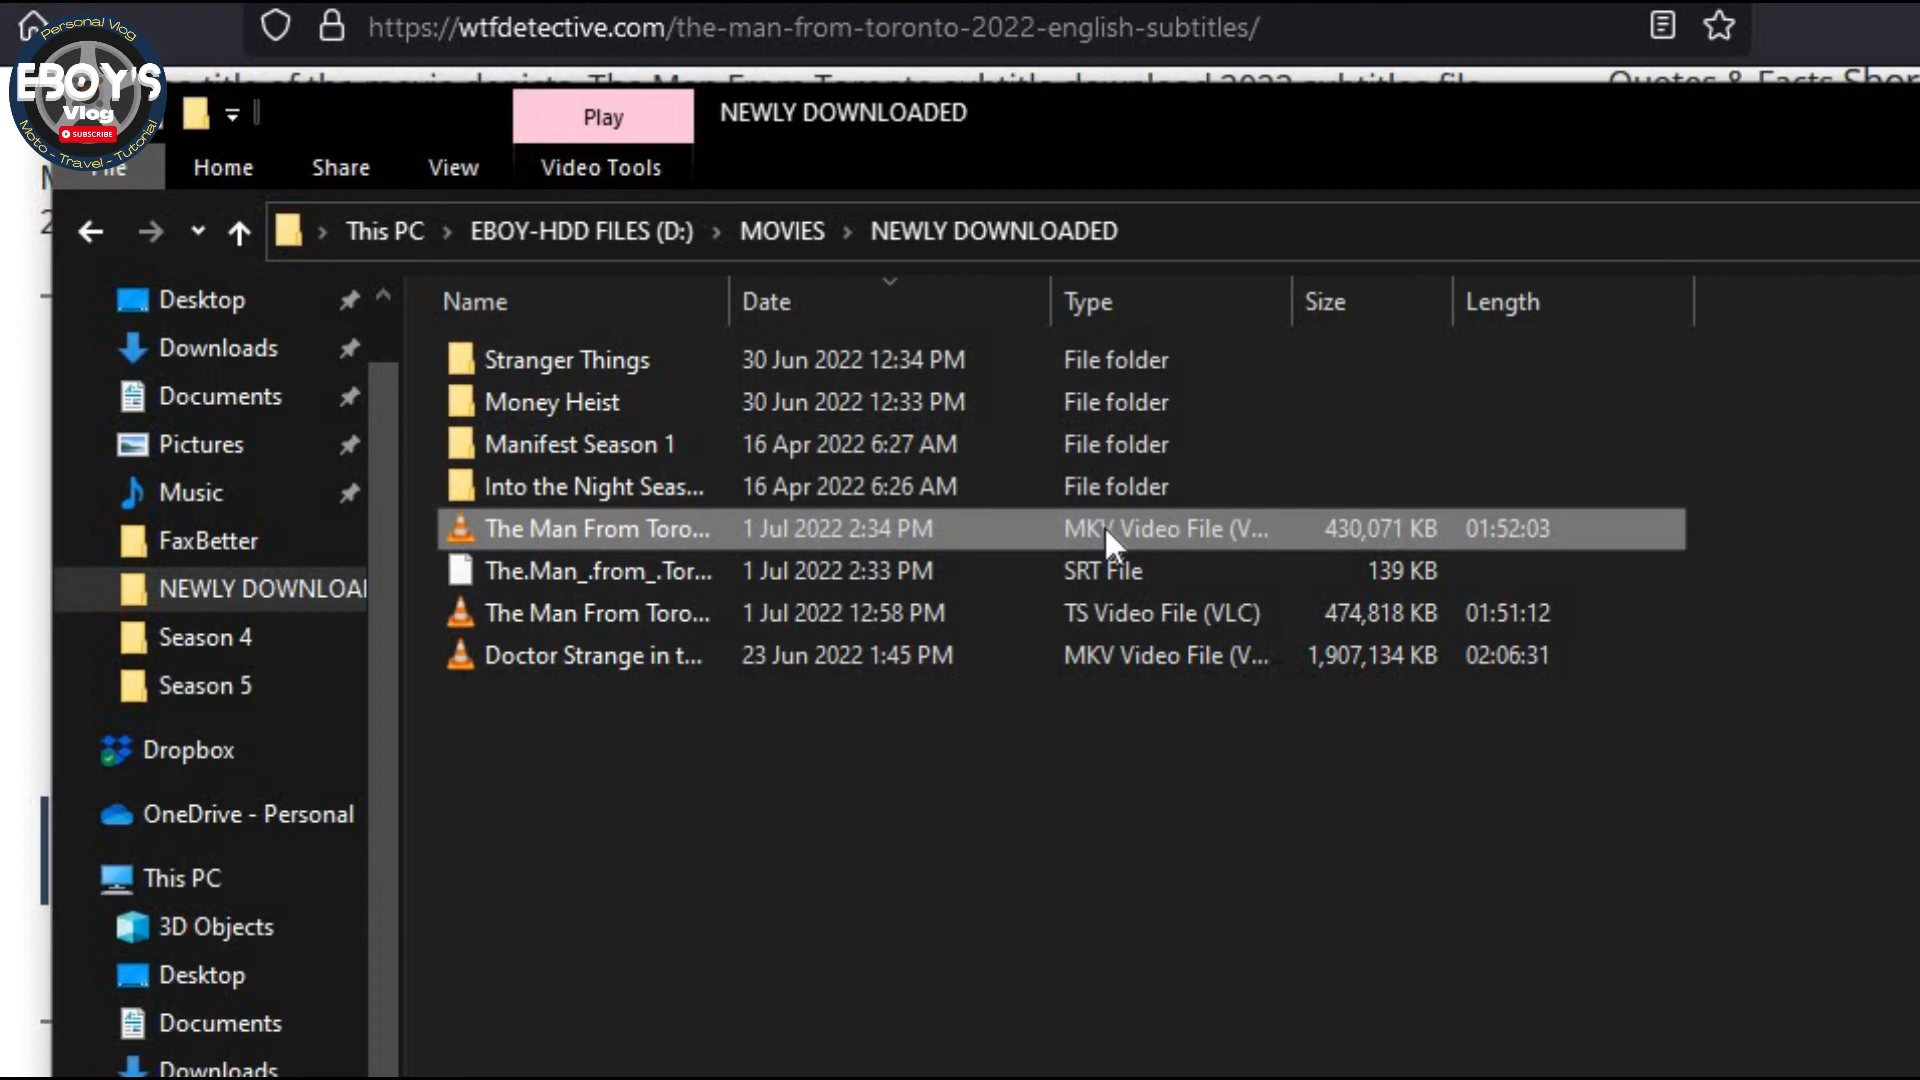 https://wtfdetective.com/the-man-from-toronto-2022-english-subtitles/
Personal Vlog
EBOY'S
Vlog
SUBSCRIBE
Moto - Travel - Tutorial
Play
NEWLY DOWNLOADED
Home
Share
View
Video Tools
This PC > EBOY-HDD FILES (D:) > MOVIES > NEWLY DOWNLOADED
Desktop
Downloads
Documents
Pictures
Music
FaxBetter
NEWLY DOWNLOA
Season 4
Season 5
Dropbox
OneDrive - Personal
This PC
3D Objects
Desktop
Documents
Downloads
Name Date Type Size Length
Stranger Things 30 Jun 2022 12:34 PM File folder
Money Heist 30 Jun 2022 12:33 PM File folder
Manifest Season 1 16 Apr 2022 6:27 AM File folder
Into the Night Seas... 16 Apr 2022 6:26 AM File folder
The Man From Toro... 1 Jul 2022 2:34 PM MKV Video File (V... 430,071 KB 01:52:03
The.Man_.from_.Tor... 1 Jul 2022 2:33 PM SRT File 139 KB
The Man From Toro... 1 Jul 2022 12:58 PM TS Video File (VLC) 474,818 KB 01:51:12
Doctor Strange in t... 23 Jun 2022 1:45 PM MKV Video File (V... 1,907,134 KB 02:06:31